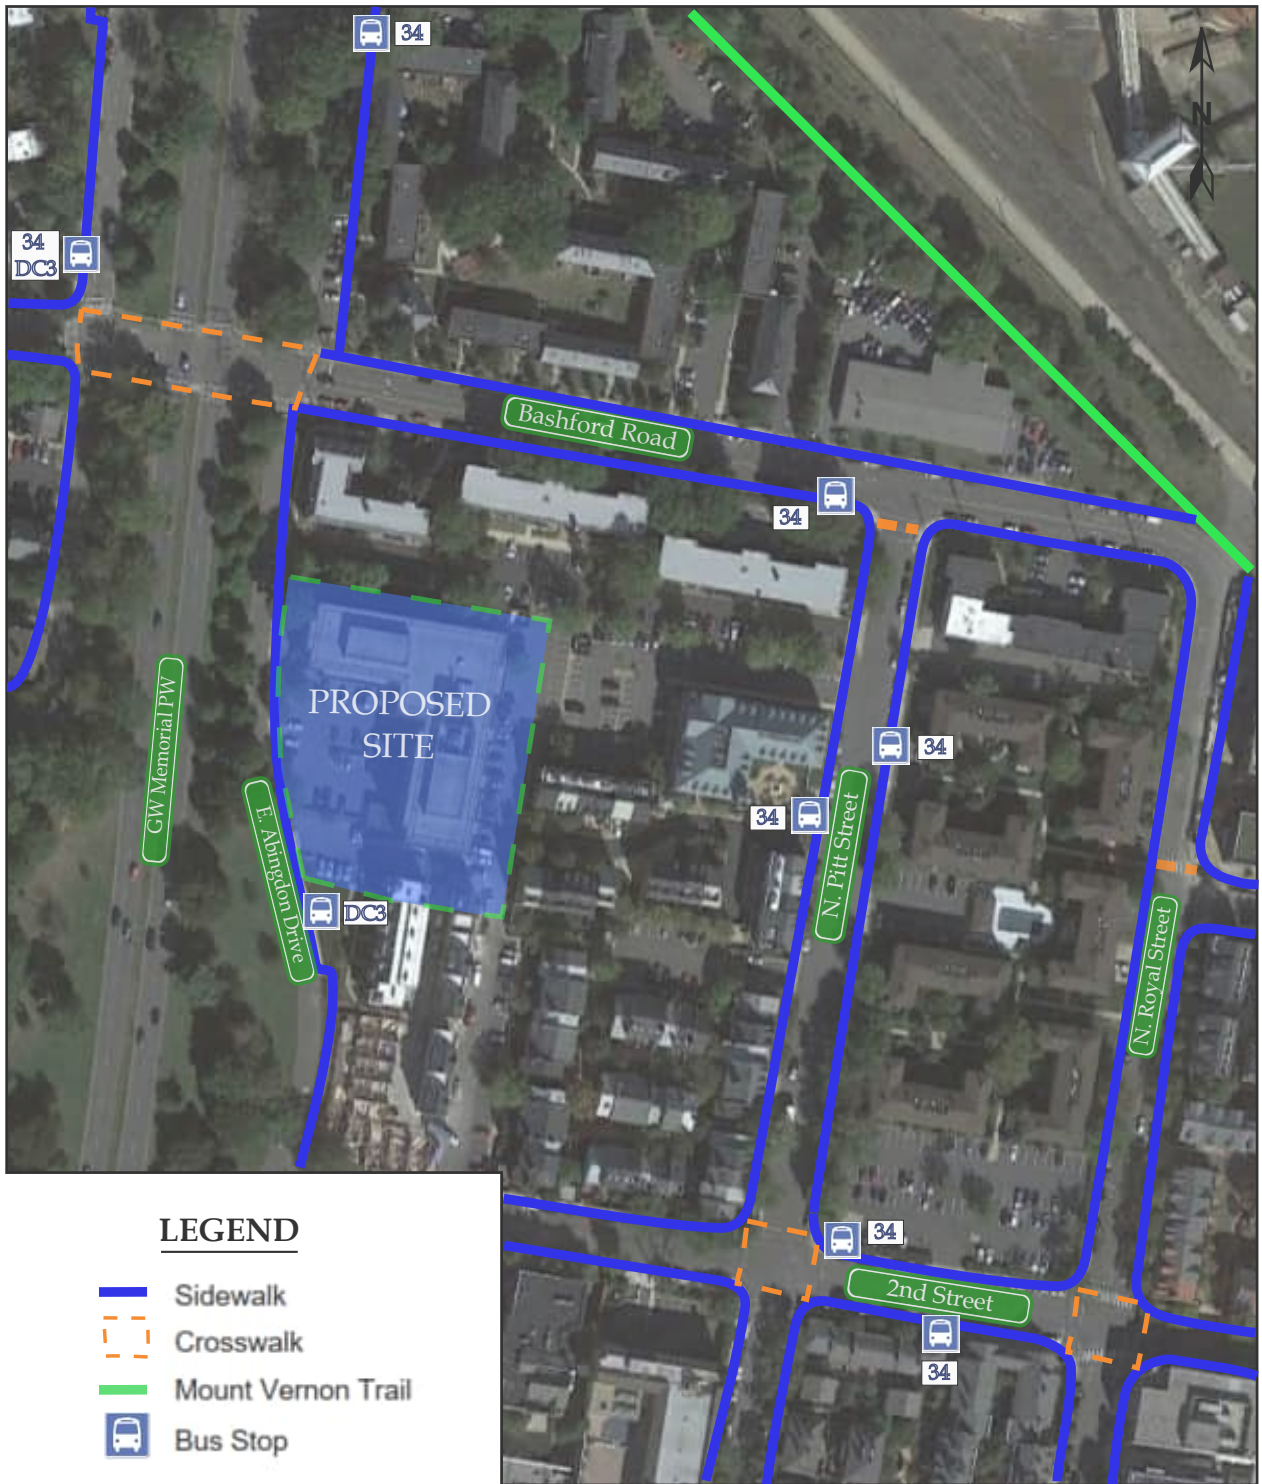 34
N
34
DC3
Bashford Road
34
PROPOSED
SITE
GW Memorial PW
34
34
N. Pitt Street
E. Abingdon Drive
DC3
N. Royal Street
34
2nd Street
34
LEGEND
Sidewalk
Crosswalk
Mount Vernon Trail
Bus Stop